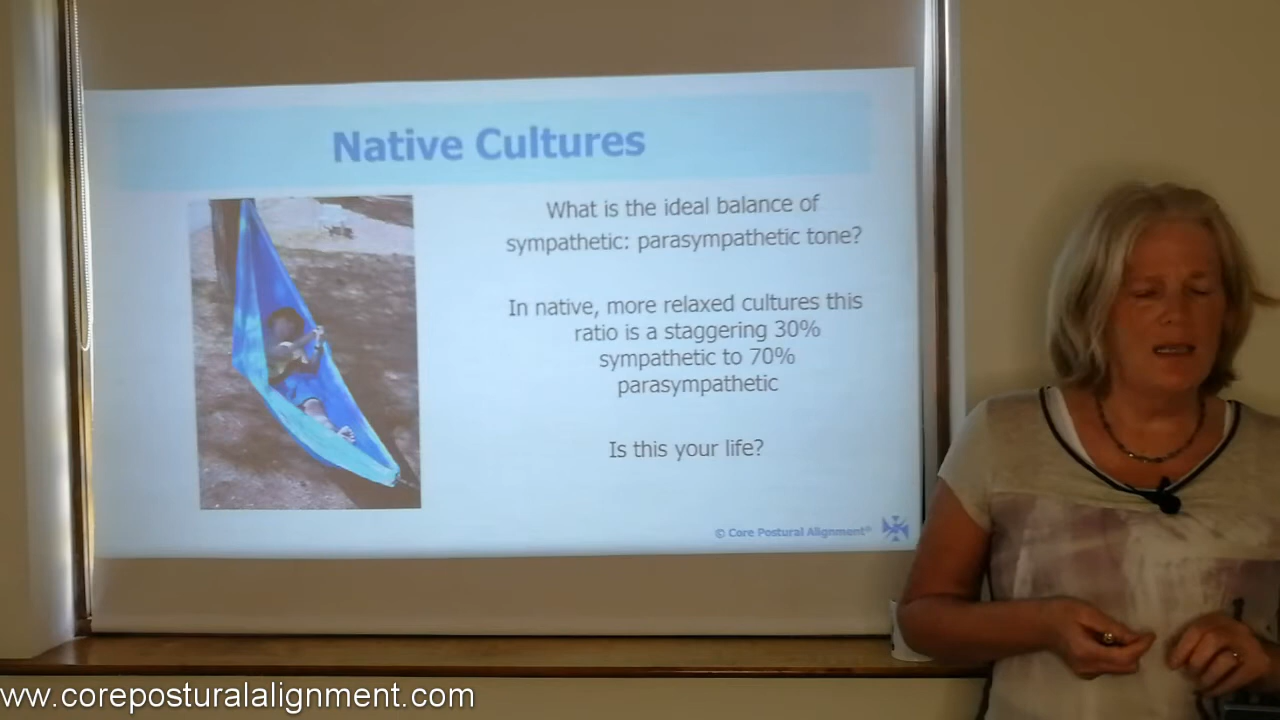 Native Cultures
What is the ideal balance of
sympathetic: parasympathetic tone?
In native, more relaxed cultures this
ratio is a staggering 30%
sympathetic to 70%
parasympathetic
Is this your life?
© Core Postural Alignment®
www.coreposturalalignment.com